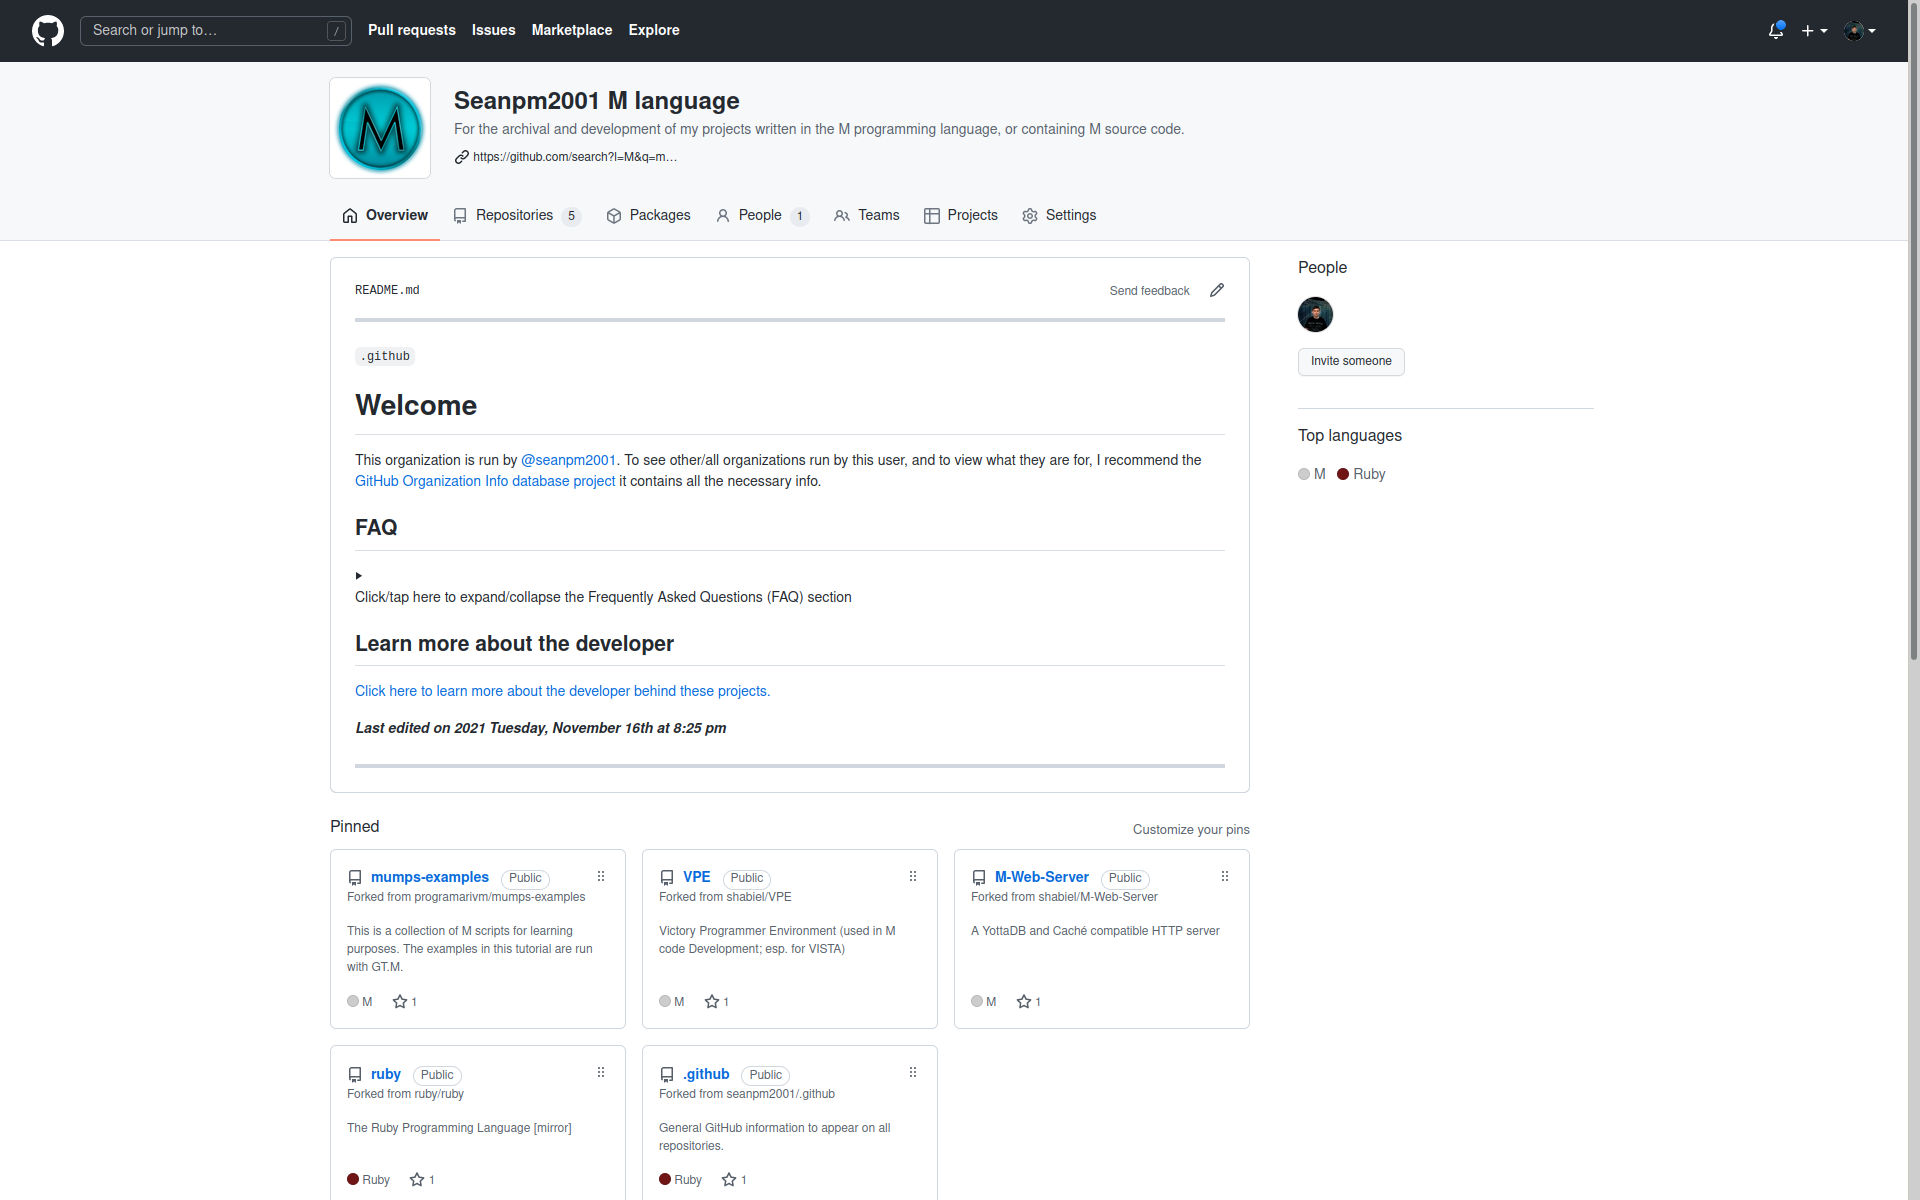 Search or jump to… /
Pull requests Issues Marketplace Explore
M
Seanpm2001 M language
For the archival and development of my projects written in the M programming language, or containing M source code.
https://github.com/search?l=M&q=m…
Overview Repositories 5 Packages People 1 Teams Projects Settings
README.md
Send feedback
.github
Welcome
This organization is run by @seanpm2001. To see other/all organizations run by this user, and to view what they are for, I recommend the
GitHub Organization Info database project it contains all the necessary info.
FAQ
Click/tap here to expand/collapse the Frequently Asked Questions (FAQ) section
Learn more about the developer
Click here to learn more about the developer behind these projects.
Last edited on 2021 Tuesday, November 16th at 8:25 pm
People
Invite someone
Top languages
M Ruby
Pinned
Customize your pins
mumps-examples Public
Forked from programarivm/mumps-examples
This is a collection of M scripts for learning
purposes. The examples in this tutorial are run
with GT.M.
M 1
VPE Public
Forked from shabiel/VPE
Victory Programmer Environment (used in M
code Development; esp. for VISTA)
M 1
M-Web-Server Public
Forked from shabiel/M-Web-Server
A YottaDB and Caché compatible HTTP server
M 1
ruby Public
Forked from ruby/ruby
The Ruby Programming Language [mirror]
Ruby 1
.github Public
Forked from seanpm2001/.github
General GitHub information to appear on all
repositories.
Ruby 1